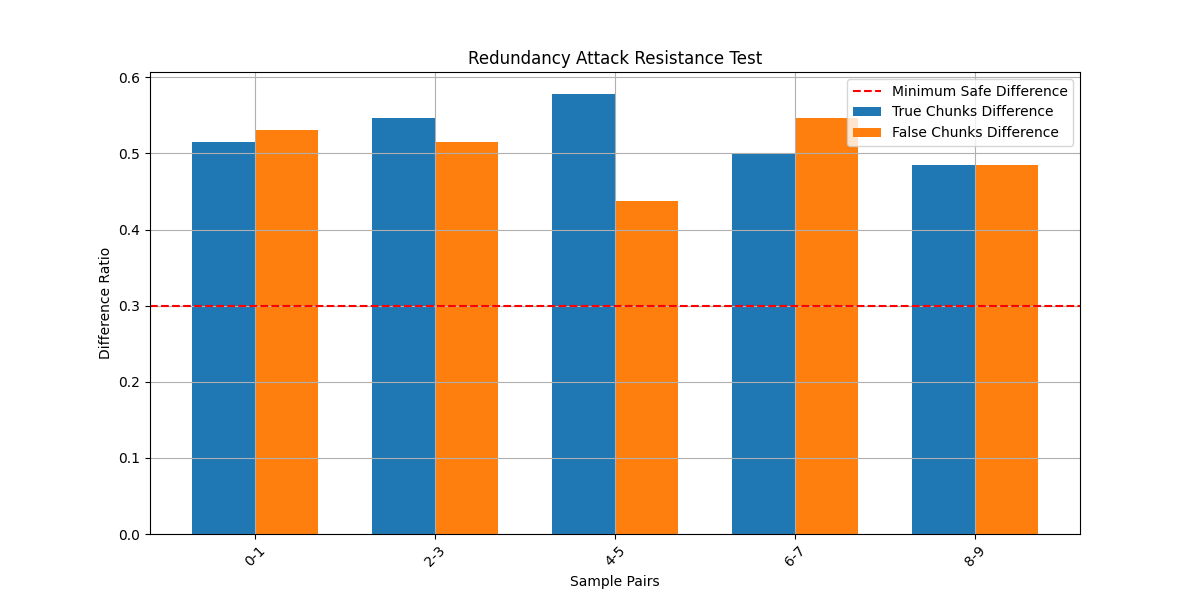 Redundancy Attack Resistance Test
Minimum Safe Difference
True Chunks Difference
False Chunks Difference
Difference Ratio
0.6
0.5
0.4
0.3
0.2
0.1
0.0
0-1
2-3
4-5
6-7
8-9
Sample Pairs